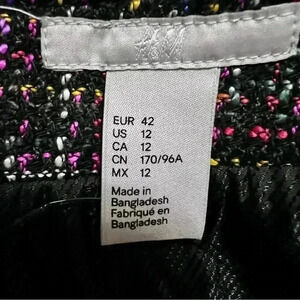 H&M
EUR 42
US 12
CA 12
CN 170/96A
MX 12
Made in
Bangladesh
Fabriqué en
Bangladesh